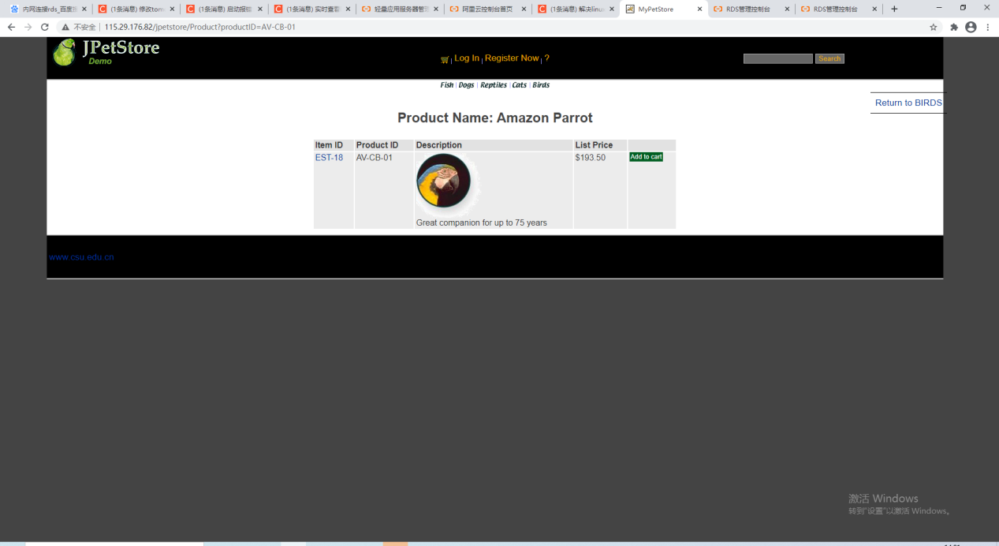 内网连接rds_百度搜
(1条消息) 修改tom
(1条消息) 启动报错
(1条消息) 实时查看
轻量应用服务器管理
阿里云控制台首页
(1条消息) 解决linu
MyPetStore
RDS管理控制台
RDS管理控制台
不安全 | 115.29.176.82/jpetstore/Product?productID=AV-CB-01
JPetStore
Demo
| Log In | Register Now | ?
Search
Fish | Dogs | Reptiles | Cats | Birds
Return to BIRDS
Product Name: Amazon Parrot
Item ID Product ID Description List Price
EST-18 AV-CB-01 $193.50 Add to cart
Great companion for up to 75 years
www.csu.edu.cn
激活 Windows
转到"设置"以激活 Windows。